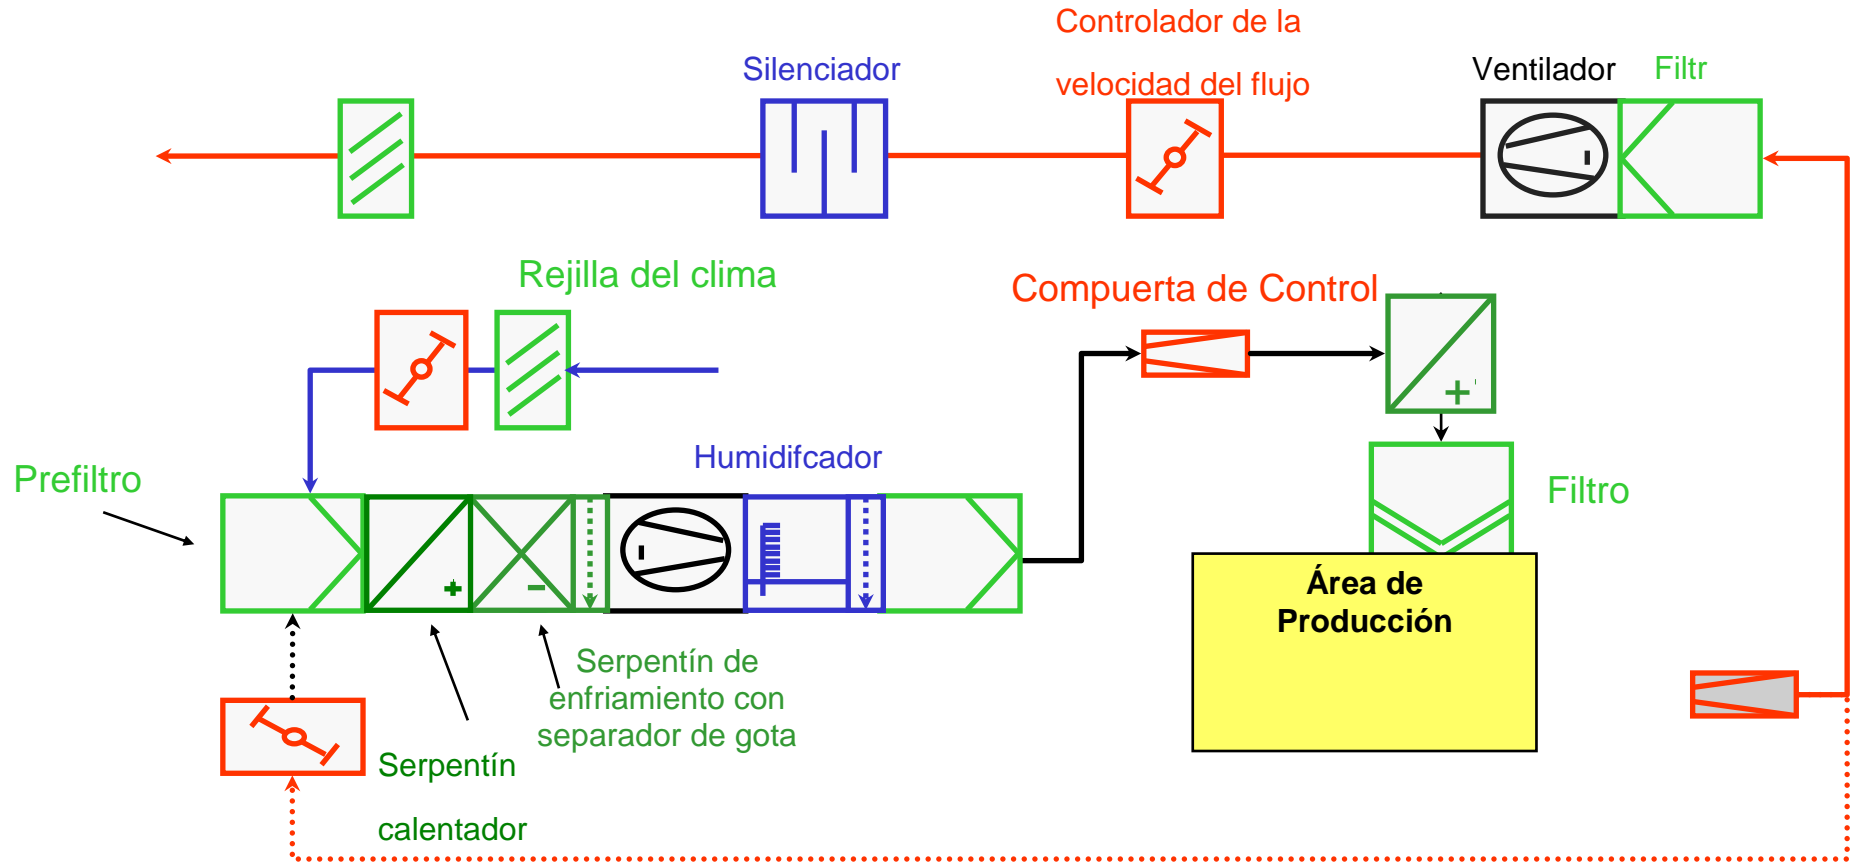 Controlador de la
velocidad del flujo
Silenciador
Ventilador
Filtr
Rejilla del clima
Compuerta de Control
Humidifcador
Prefiltro
Filtro
Área de
Producción
Serpentín de
enfriamiento con
separador de gota
Serpentín
calentador